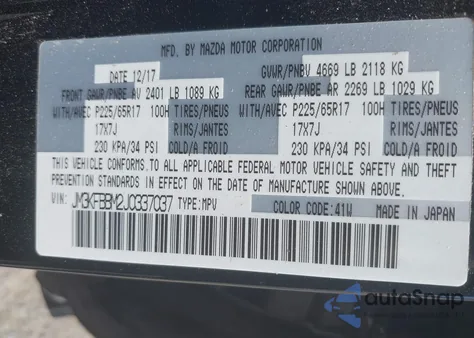 MFD. BY MAZDA MOTOR CORPORATION
DATE 12/17 GVWR/PNBV 4669 LB 2118 KG
FRONT GAWR/PNBE AV 2401 LB 1089 KG REAR GAWR/PNBE AR 2269 LB 1029 KG
WITH/AVEC P225/65R17 100H TIRES/PNEUS WITH/AVEC P225/65R17 100H TIRES/PNEUS
17X7J RIMS/JANTES 17X7J RIMS/JANTES
230 KPA/34 PSI COLD/A FROID 230 KPA/34 PSI COLD/A FROID
THIS VEHICLE CONFORMS TO ALL APPLICABLE FEDERAL MOTOR VEHICLE SAFETY AND THEFT
PREVENTION STANDARDS IN EFFECT ON THE DATE OF MANUFACTURE SHOWN ABOVE.
VIN: JM3KFBBM2J0337037 TYPE:MPV COLOR CODE:41W MADE IN JAPAN
autoSnap